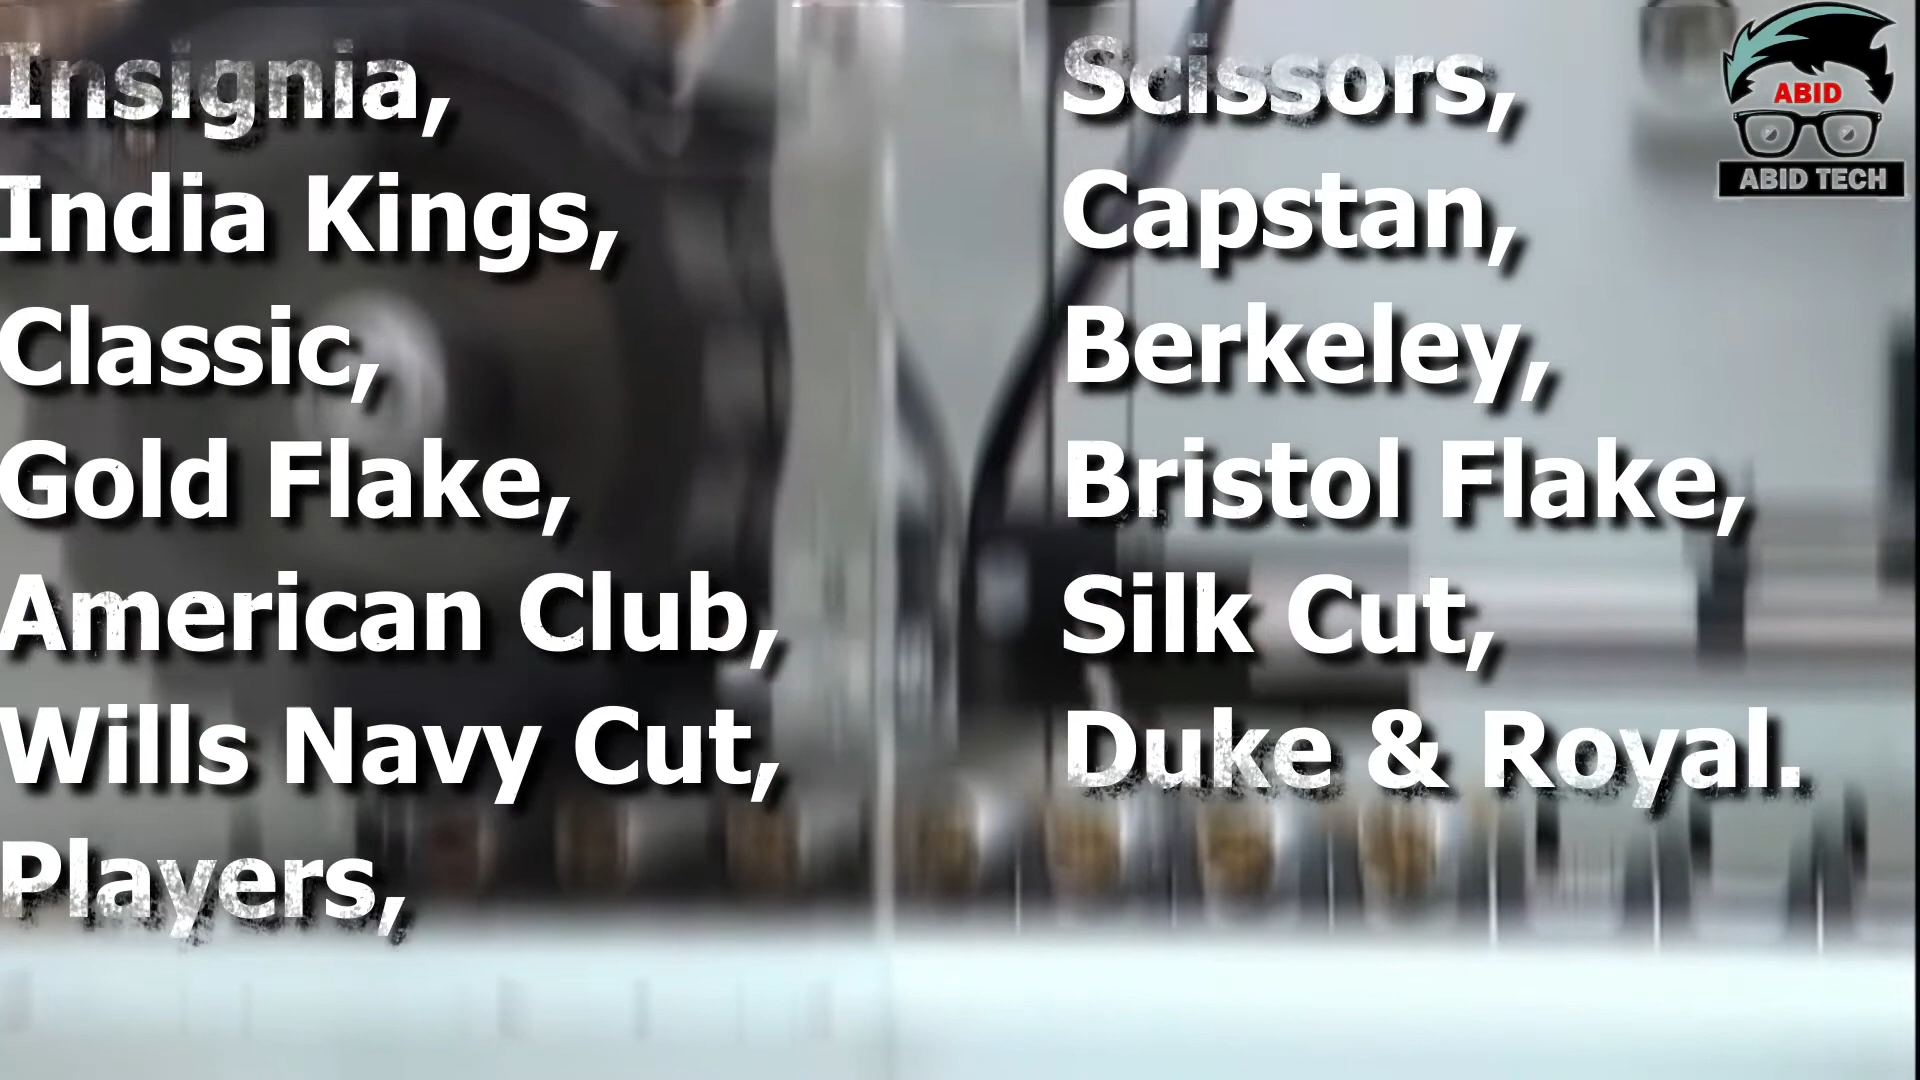 Insignia,
India Kings,
Classic,
Gold Flake,
American Club,
Wills Navy Cut,
Players,
Scissors,
Capstan,
Berkeley,
Bristol Flake,
Silk Cut,
Duke & Royal.
ABID
ABID TECH